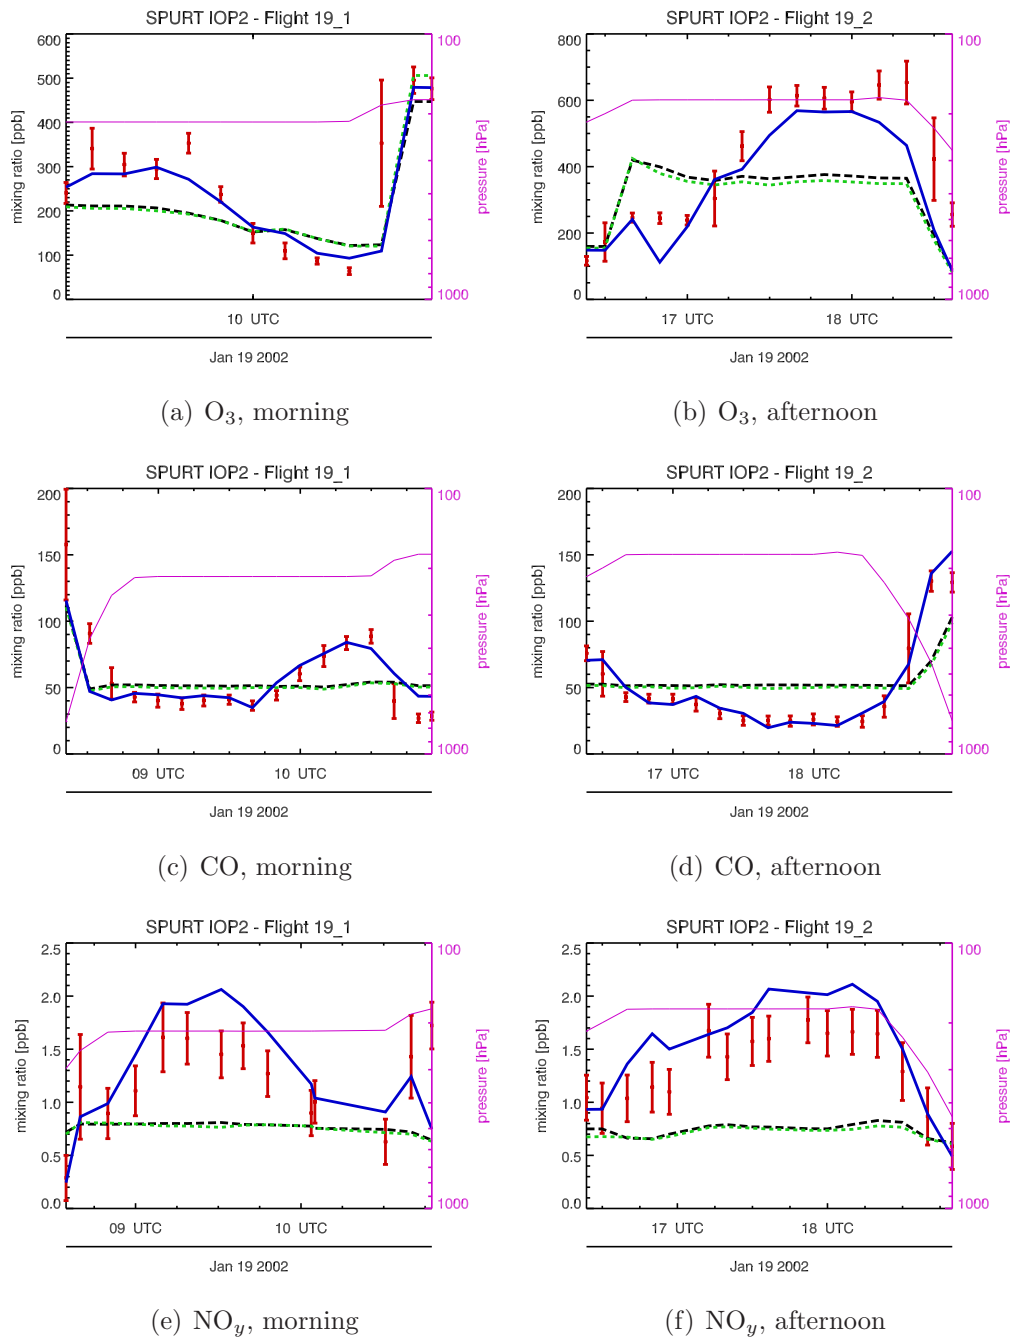 SPURT IOP2 - Flight 19_1
600
500
400
300
200
100
0
mixing ratio [ppb]
100
1000
pressure [hPa]
10 UTC
Jan 19 2002
(a) O₃, morning
SPURT IOP2 - Flight 19_2
800
600
400
200
0
mixing ratio [ppb]
100
1000
pressure [hPa]
17 UTC 18 UTC
Jan 19 2002
(b) O₃, afternoon
SPURT IOP2 - Flight 19_1
200
150
100
50
0
mixing ratio [ppb]
100
1000
pressure [hPa]
09 UTC 10 UTC
Jan 19 2002
(c) CO, morning
SPURT IOP2 - Flight 19_2
200
150
100
50
0
mixing ratio [ppb]
100
1000
pressure [hPa]
17 UTC 18 UTC
Jan 19 2002
(d) CO, afternoon
SPURT IOP2 - Flight 19_1
2.5
2.0
1.5
1.0
0.5
0.0
mixing ratio [ppb]
100
1000
pressure [hPa]
09 UTC 10 UTC
Jan 19 2002
(e) NOy, morning
SPURT IOP2 - Flight 19_2
2.5
2.0
1.5
1.0
0.5
0.0
mixing ratio [ppb]
100
1000
pressure [hPa]
17 UTC 18 UTC
Jan 19 2002
(f) NOy, afternoon